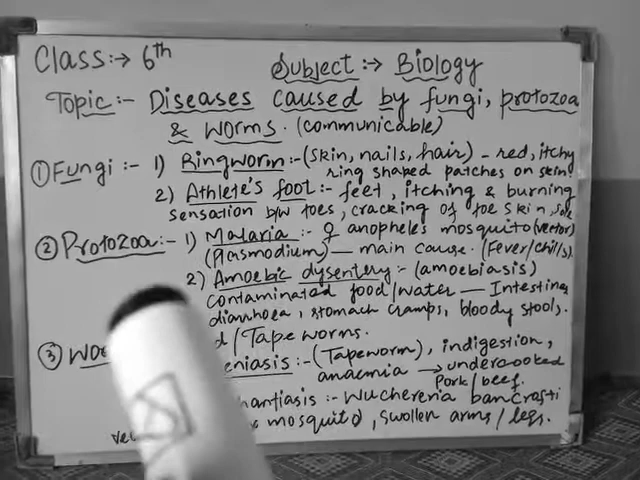 Class:→ 6th
Subject :→ Biology
Topic:- Diseases caused by fungi, protozoa
& worms. (communicable)
① Fungi :- 1) Ringworm:-(skin, nails, hair) - red, itchy
ring shaped patches on skin
2) Athlete's foot:- feet, itching & burning
sensation b/w toes, cracking of toe skin,
② Protozoa:- 1) Malaria:- ♀ anopheles mosquito (vector)
(Plasmodium) — main cause. (Fever/chills).
2) Amoebic dysentery:- (amoebiasis)
contaminated food/water — Intestines
diarrhoea, stomach cramps, bloody stools.
/Tapeworms.
③
eniasis:-(Tapeworm), indigestion,
anaemia → undercooked
Pork/beef.
hantiasis:- Wuchereria bancrofti
mosquito, swollen arms/legs.